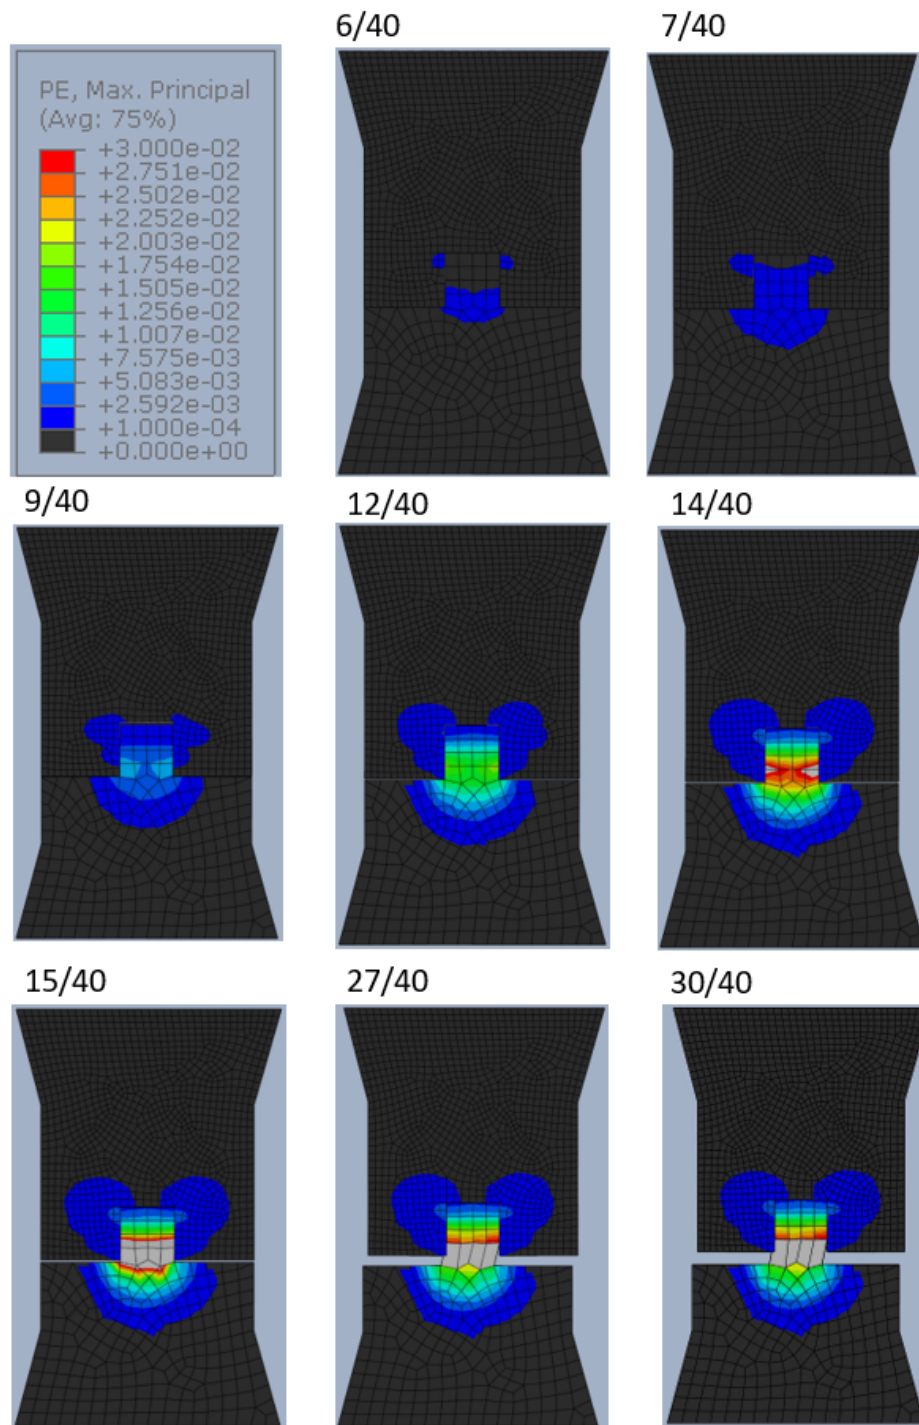 6/40
7/40
PE, Max. Principal
(Avg: 75%)
+3.000e-02
+2.751e-02
+2.502e-02
+2.252e-02
+2.003e-02
+1.754e-02
+1.505e-02
+1.256e-02
+1.007e-02
+7.575e-03
+5.083e-03
+2.592e-03
+1.000e-04
+0.000e+00
9/40
12/40
14/40
15/40
27/40
30/40